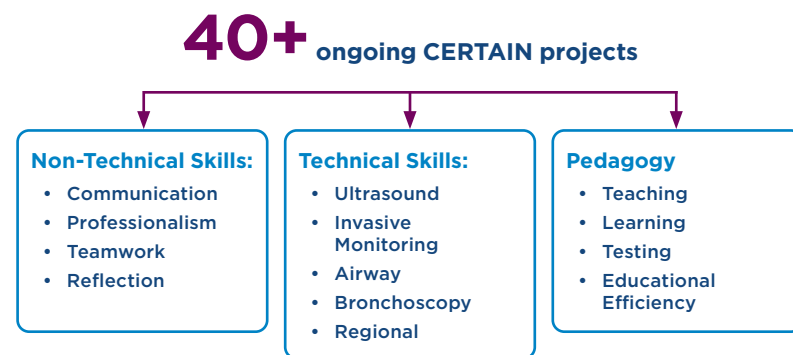 40+ ongoing CERTAIN projects
Non-Technical Skills:
• Communication
• Professionalism
• Teamwork
• Reflection
Technical Skills:
• Ultrasound
• Invasive
Monitoring
• Airway
• Bronchoscopy
• Regional
Pedagogy
• Teaching
• Learning
• Testing
• Educational
Efficiency